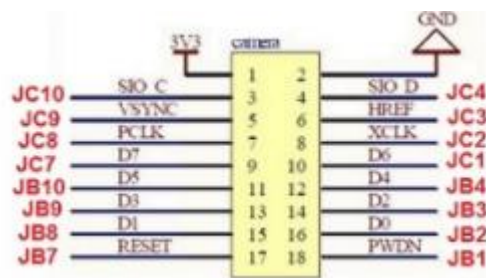 GND
3V3 camera
1 2
JC10 SIO_C 3 4 SIO_D JC4
JC9 VSYNC 5 6 HREF JC3
JC8 PCLK 7 8 XCLK JC2
JC7 D7 9 10 D6 JC1
JB10 D5 11 12 D4 JB4
JB9 D3 13 14 D2 JB3
JB8 D1 15 16 D0 JB2
JB7 RESET 17 18 PWDN JB1